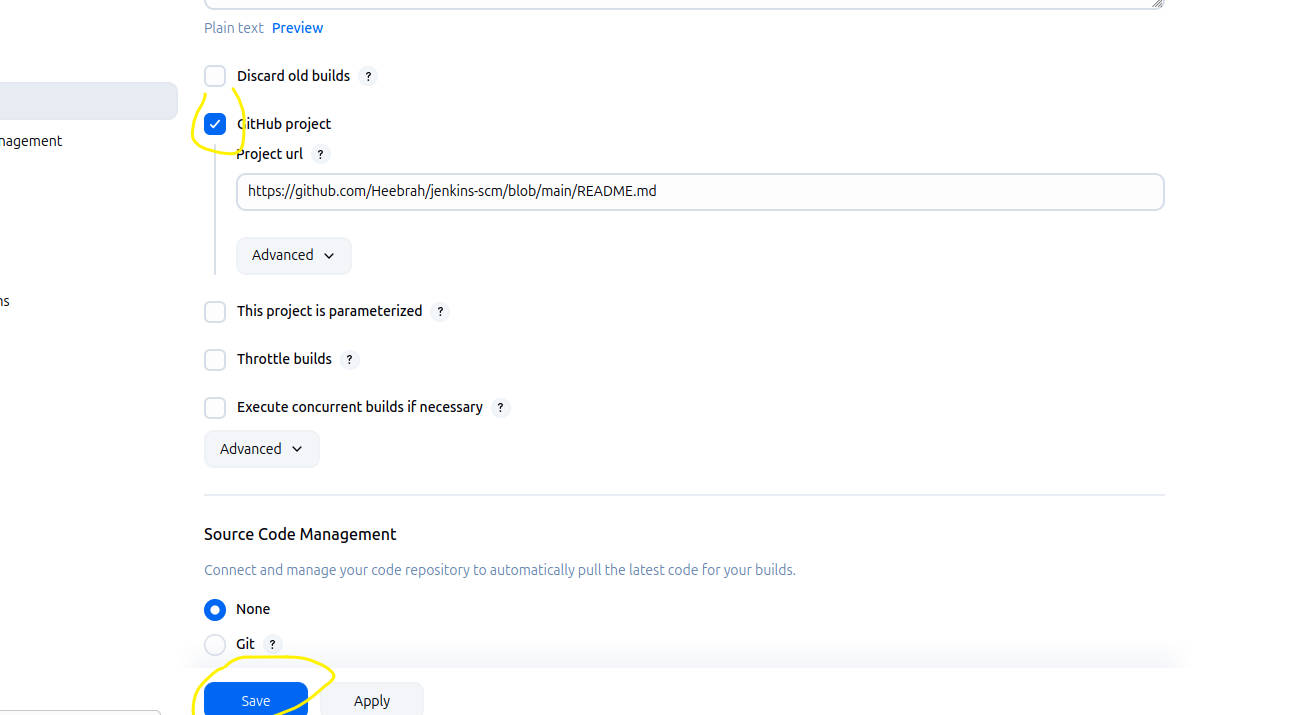 Plain text Preview
Discard old builds ?
nagement
GitHub project
Project url ?
https://github.com/Heebrah/jenkins-scm/blob/main/README.md
Advanced
ns
This project is parameterized ?
Throttle builds ?
Execute concurrent builds if necessary ?
Advanced
Source Code Management
Connect and manage your code repository to automatically pull the latest code for your builds.
None
Git ?
Save Apply